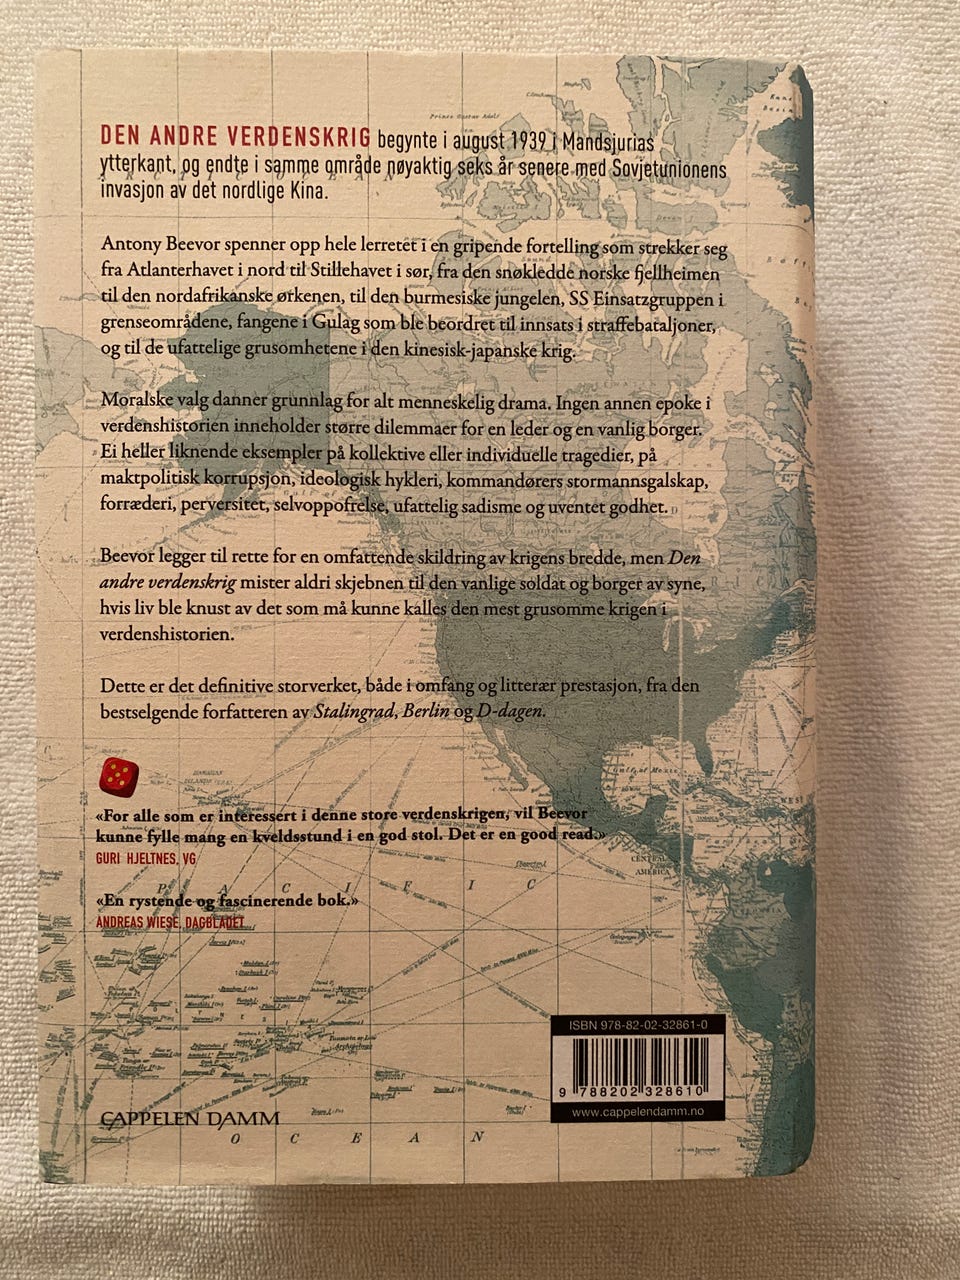 DEN ANDRE VERDENSKRIG begynte i august 1939 i Mandsjurias
ytterkant, og endte i samme område nøyaktig seks år senere med Sovjetunionens
invasjon av det nordlige Kina.
Antony Beevor spenner opp hele lerretet i en gripende fortelling som strekker seg
fra Atlanterhavet i nord til Stillehavet i sør, fra den snøkledde norske fjellheimen
til den nordafrikanske ørkenen, til den burmesiske jungelen, SS Einsatzgruppen i
grenseområdene, fangene i Gulag som ble beordret til innsats i straffebataljoner,
og til de ufattelige grusomhetene i den kinesisk-japanske krig.
Moralske valg danner grunnlag for alt menneskelig drama. Ingen annen epoke i
verdenshistorien inneholder større dilemmaer for en leder og en vanlig borger.
Ei heller liknende eksempler på kollektive eller individuelle tragedier, på
maktpolitisk korrupsjon, ideologisk hykleri, kommandørers stormannsgalskap,
forræderi, perversitet, selvoppofrelse, ufattelig sadisme og uventet godhet.
Beevor legger til rette for en omfattende skildring av krigens bredde, men Den
andre verdenskrig mister aldri skjebnen til den vanlige soldat og borger av syne,
hvis liv ble knust av det som må kunne kalles den mest grusomme krigen i
verdenshistorien.
Dette er det definitive storverket, både i omfang og litterær prestasjon, fra den
bestselgende forfatteren av Stalingrad, Berlin og D-dagen.
«For alle som er interessert i denne store verdenskrigen, vil Beevor
kunne fylle mang en kveldsstund i en god stol. Det er en good read.»
GURI HJELTNES, VG
PACIFIC
«En rystende og fascinerende bok.»
ANDREAS WIESE, DAGBLADET
CENTRAL
AMERICA
ISBN 978-82-02-32861-0
9 788202 328610
www.cappelendamm.no
CAPPELEN DAMM
OCEAN